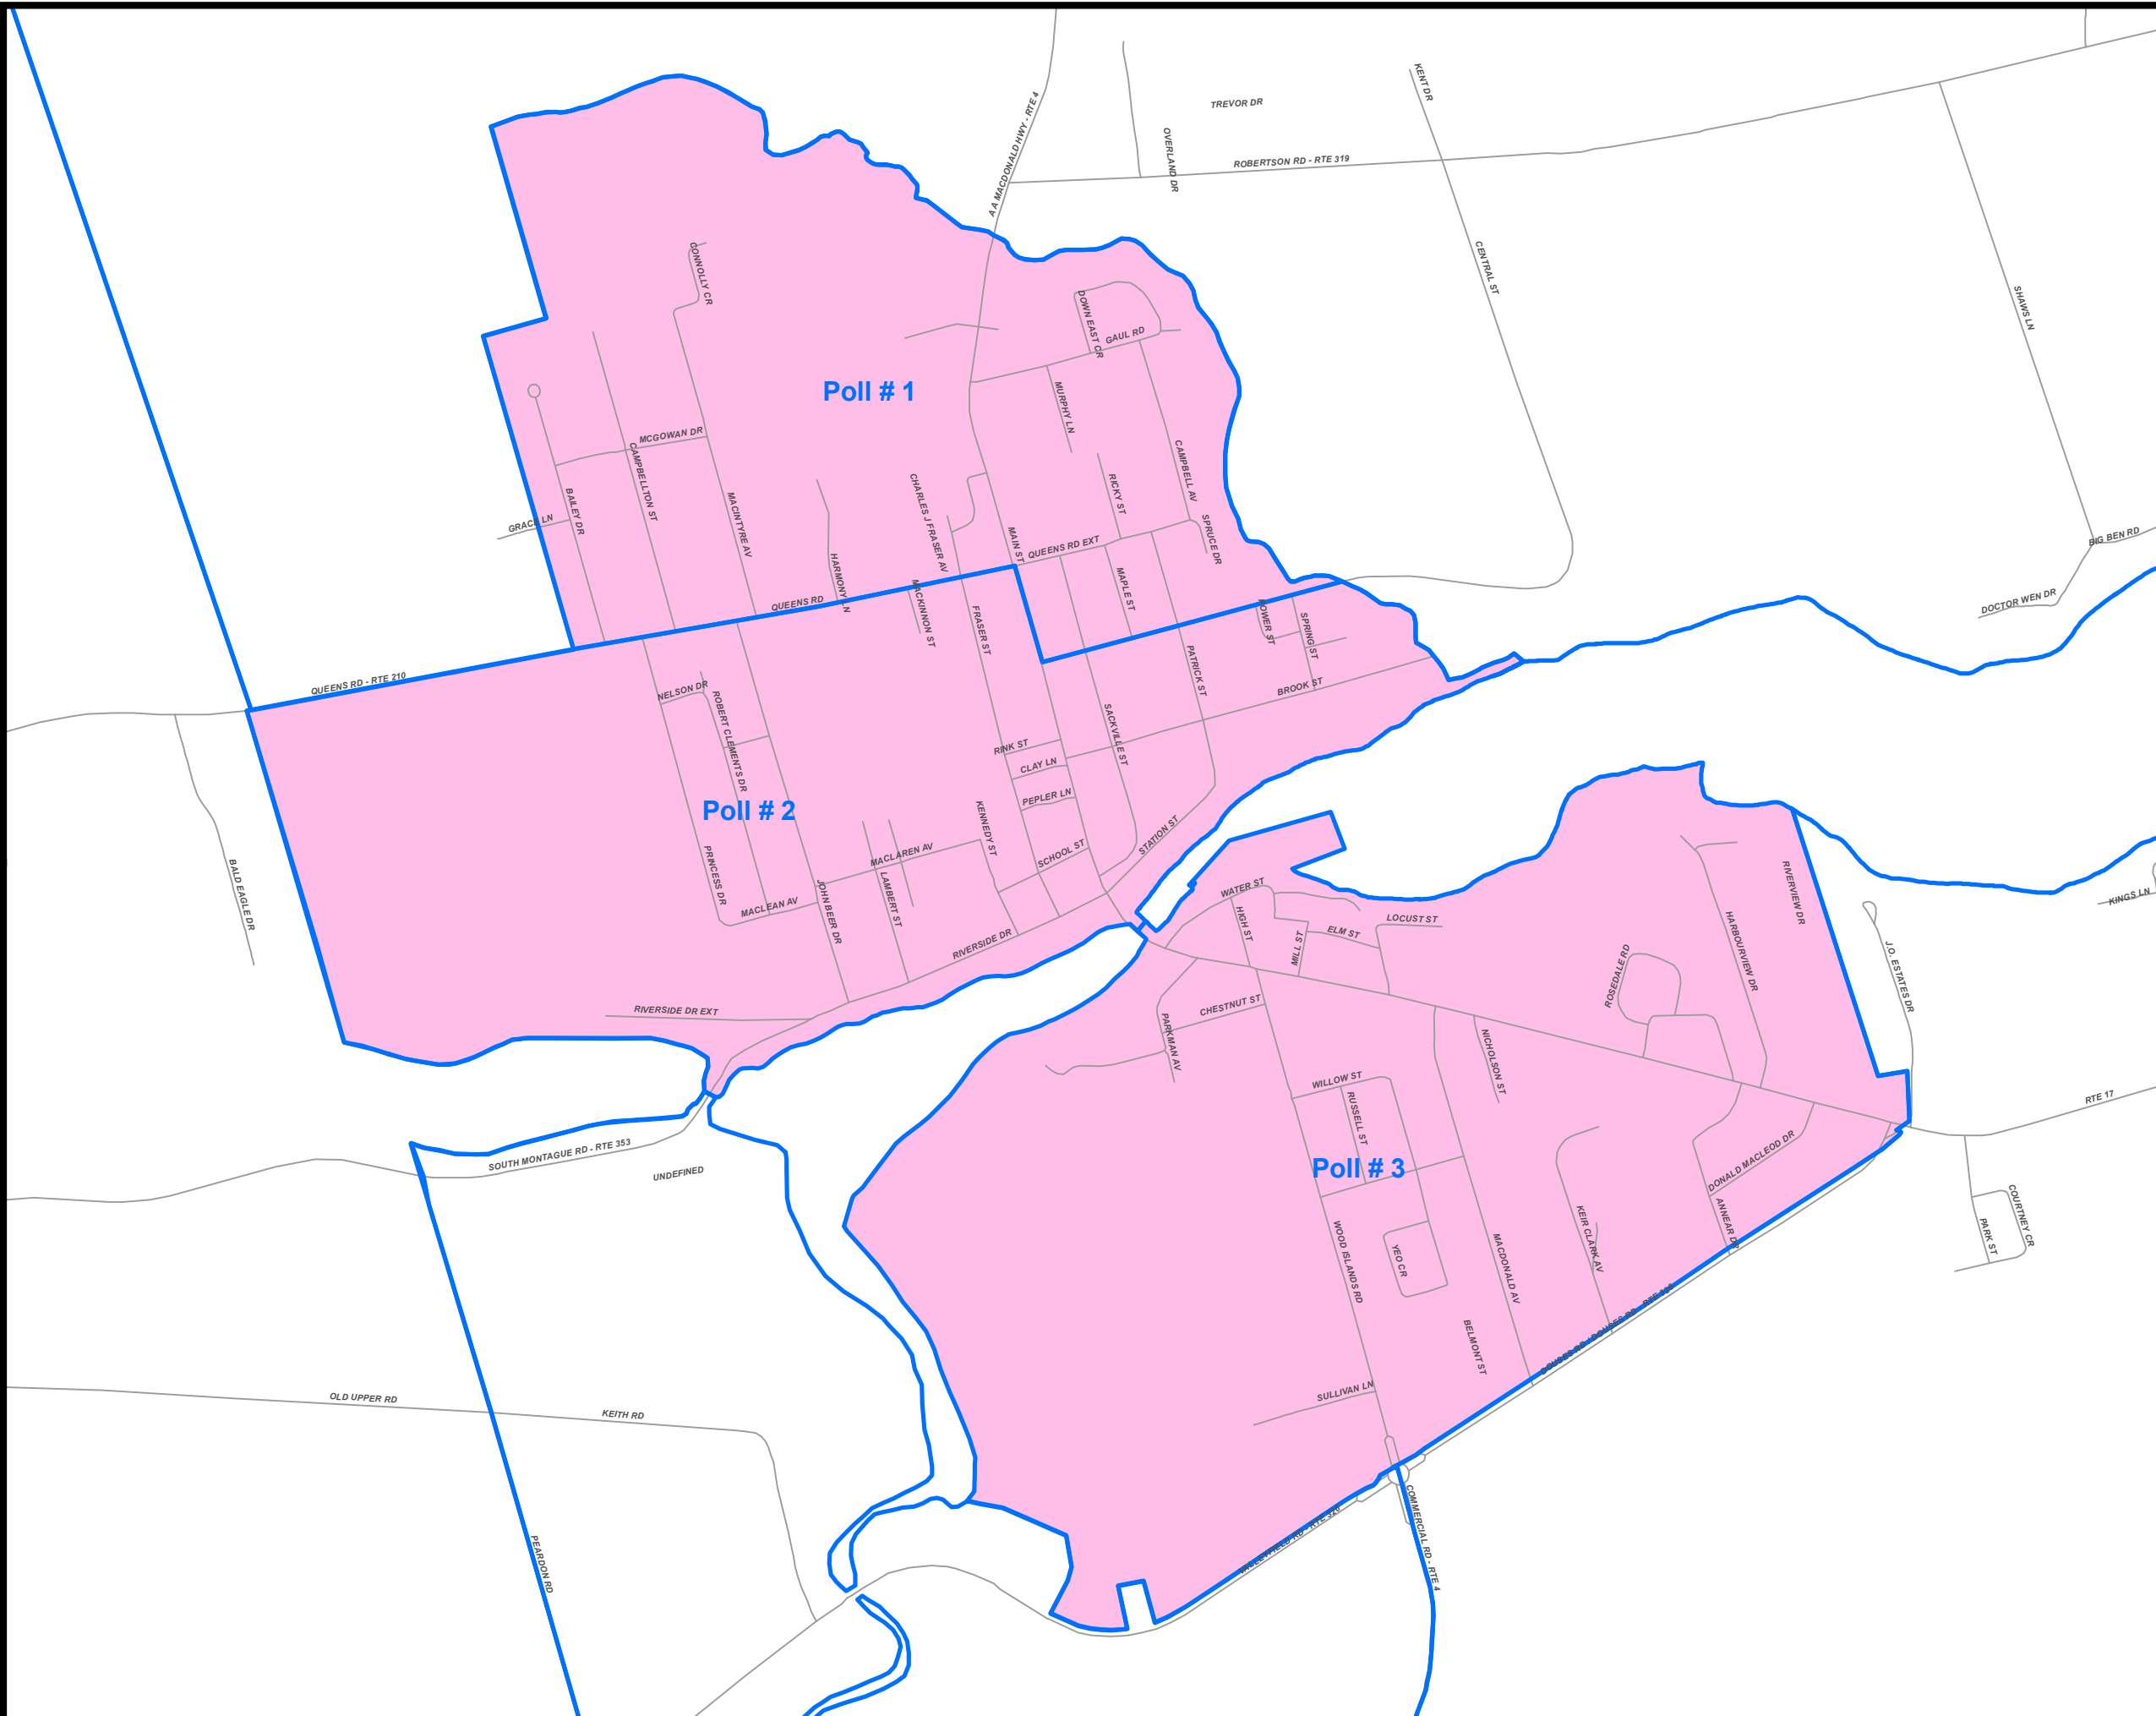 KENT DR
TREVOR DR
A A MACDONALD HWY - RTE 4
OVERLAND DR
ROBERTSON RD - RTE 319
CENTRAL ST
CONNOLLY CR
SHAWS LN
DOWN EAST CR
GAUL RD
Poll # 1
MURPHY LN
MCGOWAN DR
CAMPBELLTON ST
CAMPBELL AV
BAILEY DR
GRACE LN
MACINTYRE AV
CHARLES J FRASER AV
RICKY ST
SPRUCE DR
MAIN ST
QUEENS RD EXT
BIG BEN RD
HARMONY LN
MAPLE ST
QUEENS RD
MACKINNON ST
FRASER ST
POWER ST
SPRING ST
DOCTOR WEN DR
QUEENS RD - RTE 210
NELSON DR
ROBERT CLEMENTS DR
PATRICK ST
BROOK ST
SACKVILLE ST
RINK ST
CLAY LN
PEPLER LN
Poll # 2
KENNEDY ST
STATION ST
SCHOOL ST
MACLAREN AV
PRINCESS DR
LAMBERT ST
JOHN BEER DR
MACLEAN AV
BALD EAGLE DR
RIVERSIDE DR
RIVERSIDE DR EXT
WATER ST
HIGH ST
MILL ST
ELM ST
LOCUST ST
RIVERVIEW DR
HARBOURVIEW DR
ROSEDALE RD
J.O. ESTATES DR
KINGS LN
CHESTNUT ST
PARKMAN AV
NICHOLSON ST
WILLOW ST
RUSSELL ST
RTE 17
SOUTH MONTAGUE RD - RTE 353
UNDEFINED
Poll # 3
DONALD MACLEOD DR
ANNEAR DR
KEIR CLARK AV
COURTNEY CR
PARK ST
WOOD ISLANDS RD
YEO CR
MACDONALD AV
BELMONT ST
SULLIVAN LN
OLD UPPER RD
KEITH RD
COMMERCIAL RD - RTE 4
PEARDON RD